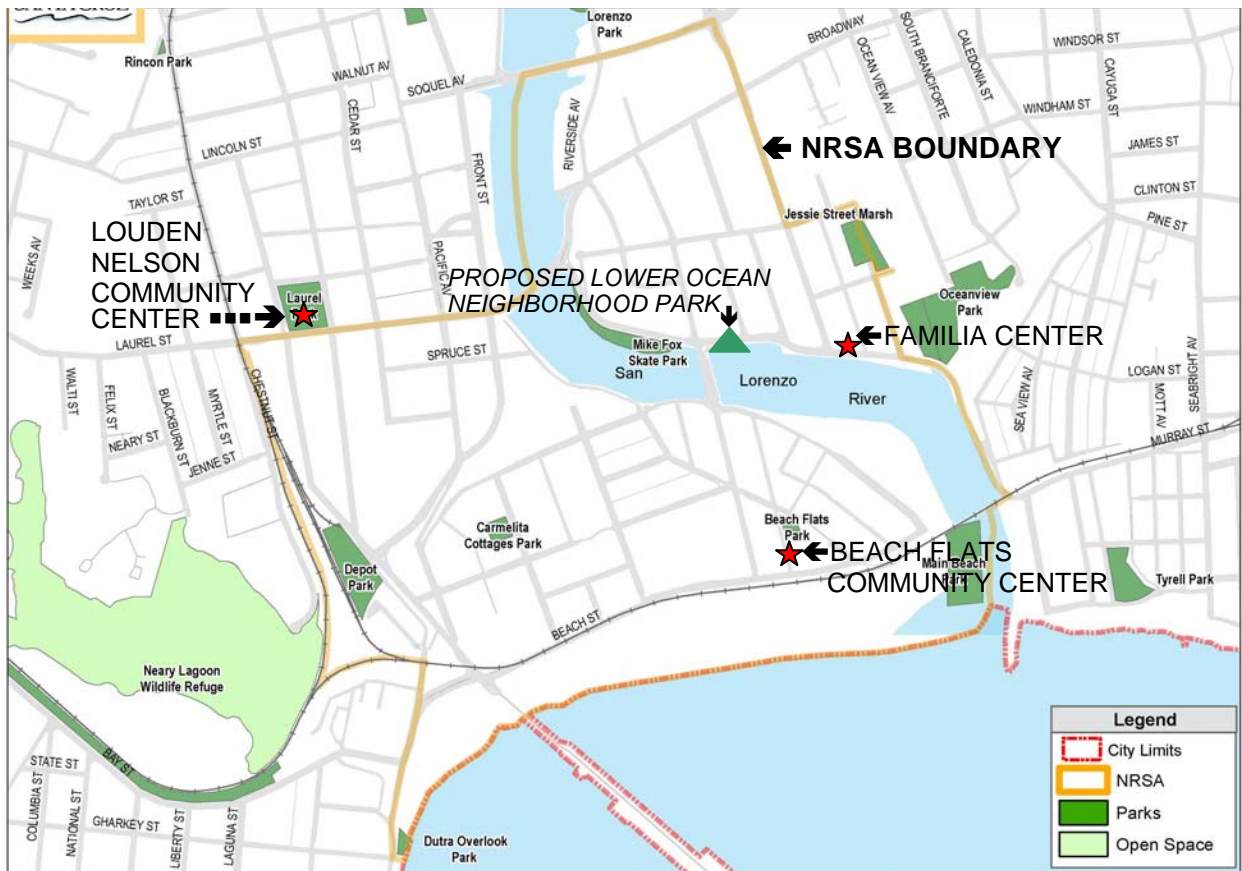 Lorenzo
Park
Rincon Park
WALNUT AV
SOQUEL AV
BROADWAY
OCEAN VIEW AV
SOUTH BRANCIFORTE
CALEDONIA ST
WINDSOR ST
CAYUGA ST
WINDHAM ST
CEDAR ST
LINCOLN ST
FRONT ST
RIVERSIDE AV
NRSA BOUNDARY
JAMES ST
CLINTON ST
PINE ST
TAYLOR ST
WEEKS AV
LOUDEN
NELSON
COMMUNITY
CENTER
Laurel
PACIFIC AV
Jessie Street Marsh
PROPOSED LOWER OCEAN
NEIGHBORHOOD PARK
Oceanview
Park
FAMILIA CENTER
LAUREL ST
SPRUCE ST
Mike Fox
Skate Park
San
Lorenzo
River
WALTI ST
FELIX ST
BLACKBURN ST
MYRTLE ST
CHESTNUT ST
NEARY ST
JENNE ST
SEA VIEW AV
LOGAN ST
MOTT AV
SEABRIGHT AV
MURRAY ST
Carmelita
Cottages Park
Beach Flats
Park
BEACH FLATS
COMMUNITY CENTER
Main Beach
Park
Tyrell Park
Depot
Park
BEACH ST
Neary Lagoon
Wildlife Refuge
BAY ST
STATE ST
COLUMBIA ST
NATIONAL ST
GHARKEY ST
LIBERTY ST
LAGUNA ST
Dutra Overlook
Park
Legend
City Limits
NRSA
Parks
Open Space